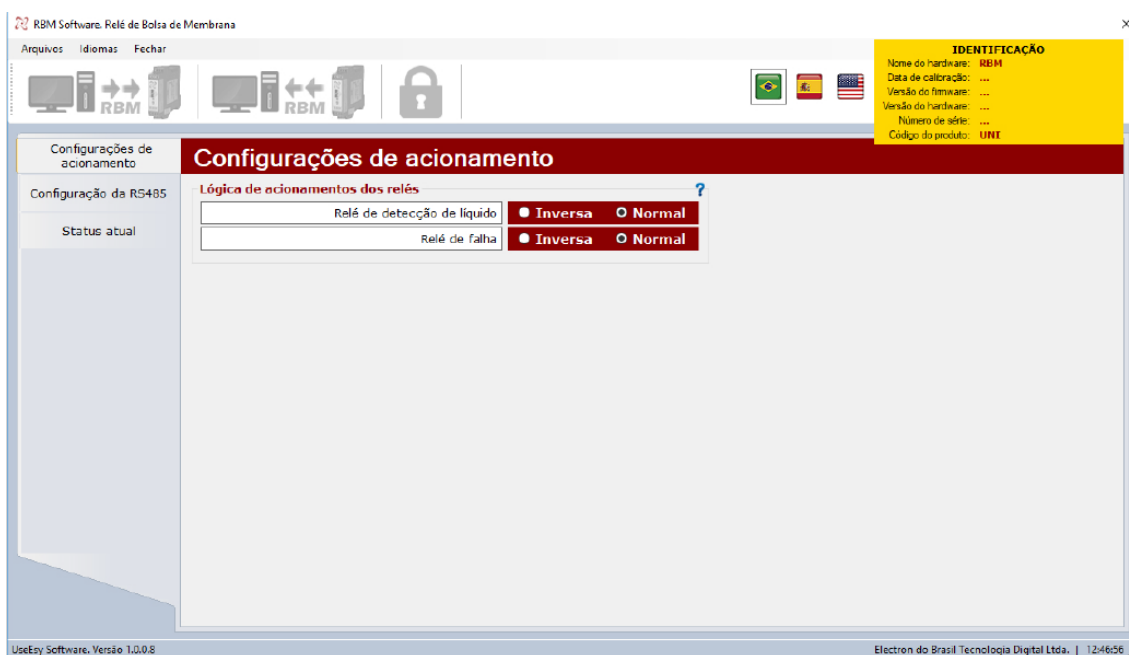 RBM Software. Relé de Bolsa de Membrana
×
Arquivos Idiomas Fechar
RBM
RBM
IDENTIFICAÇÃO
Nome do hardware: RBM
Data de calibração: ...
Versão do firmware: ...
Versão do hardware: ...
Número de série: ...
Código do produto: UNI
Configurações de
acionamento
Configuração da RS485
Status atual
Configurações de acionamento
Lógica de acionamentos dos relés ?
Relé de detecção de líquido Inversa Normal
Relé de falha Inversa Normal
UseEsy Software. Versão 1.0.0.8
Electron do Brasil Tecnologia Digital Ltda. | 12:46:56